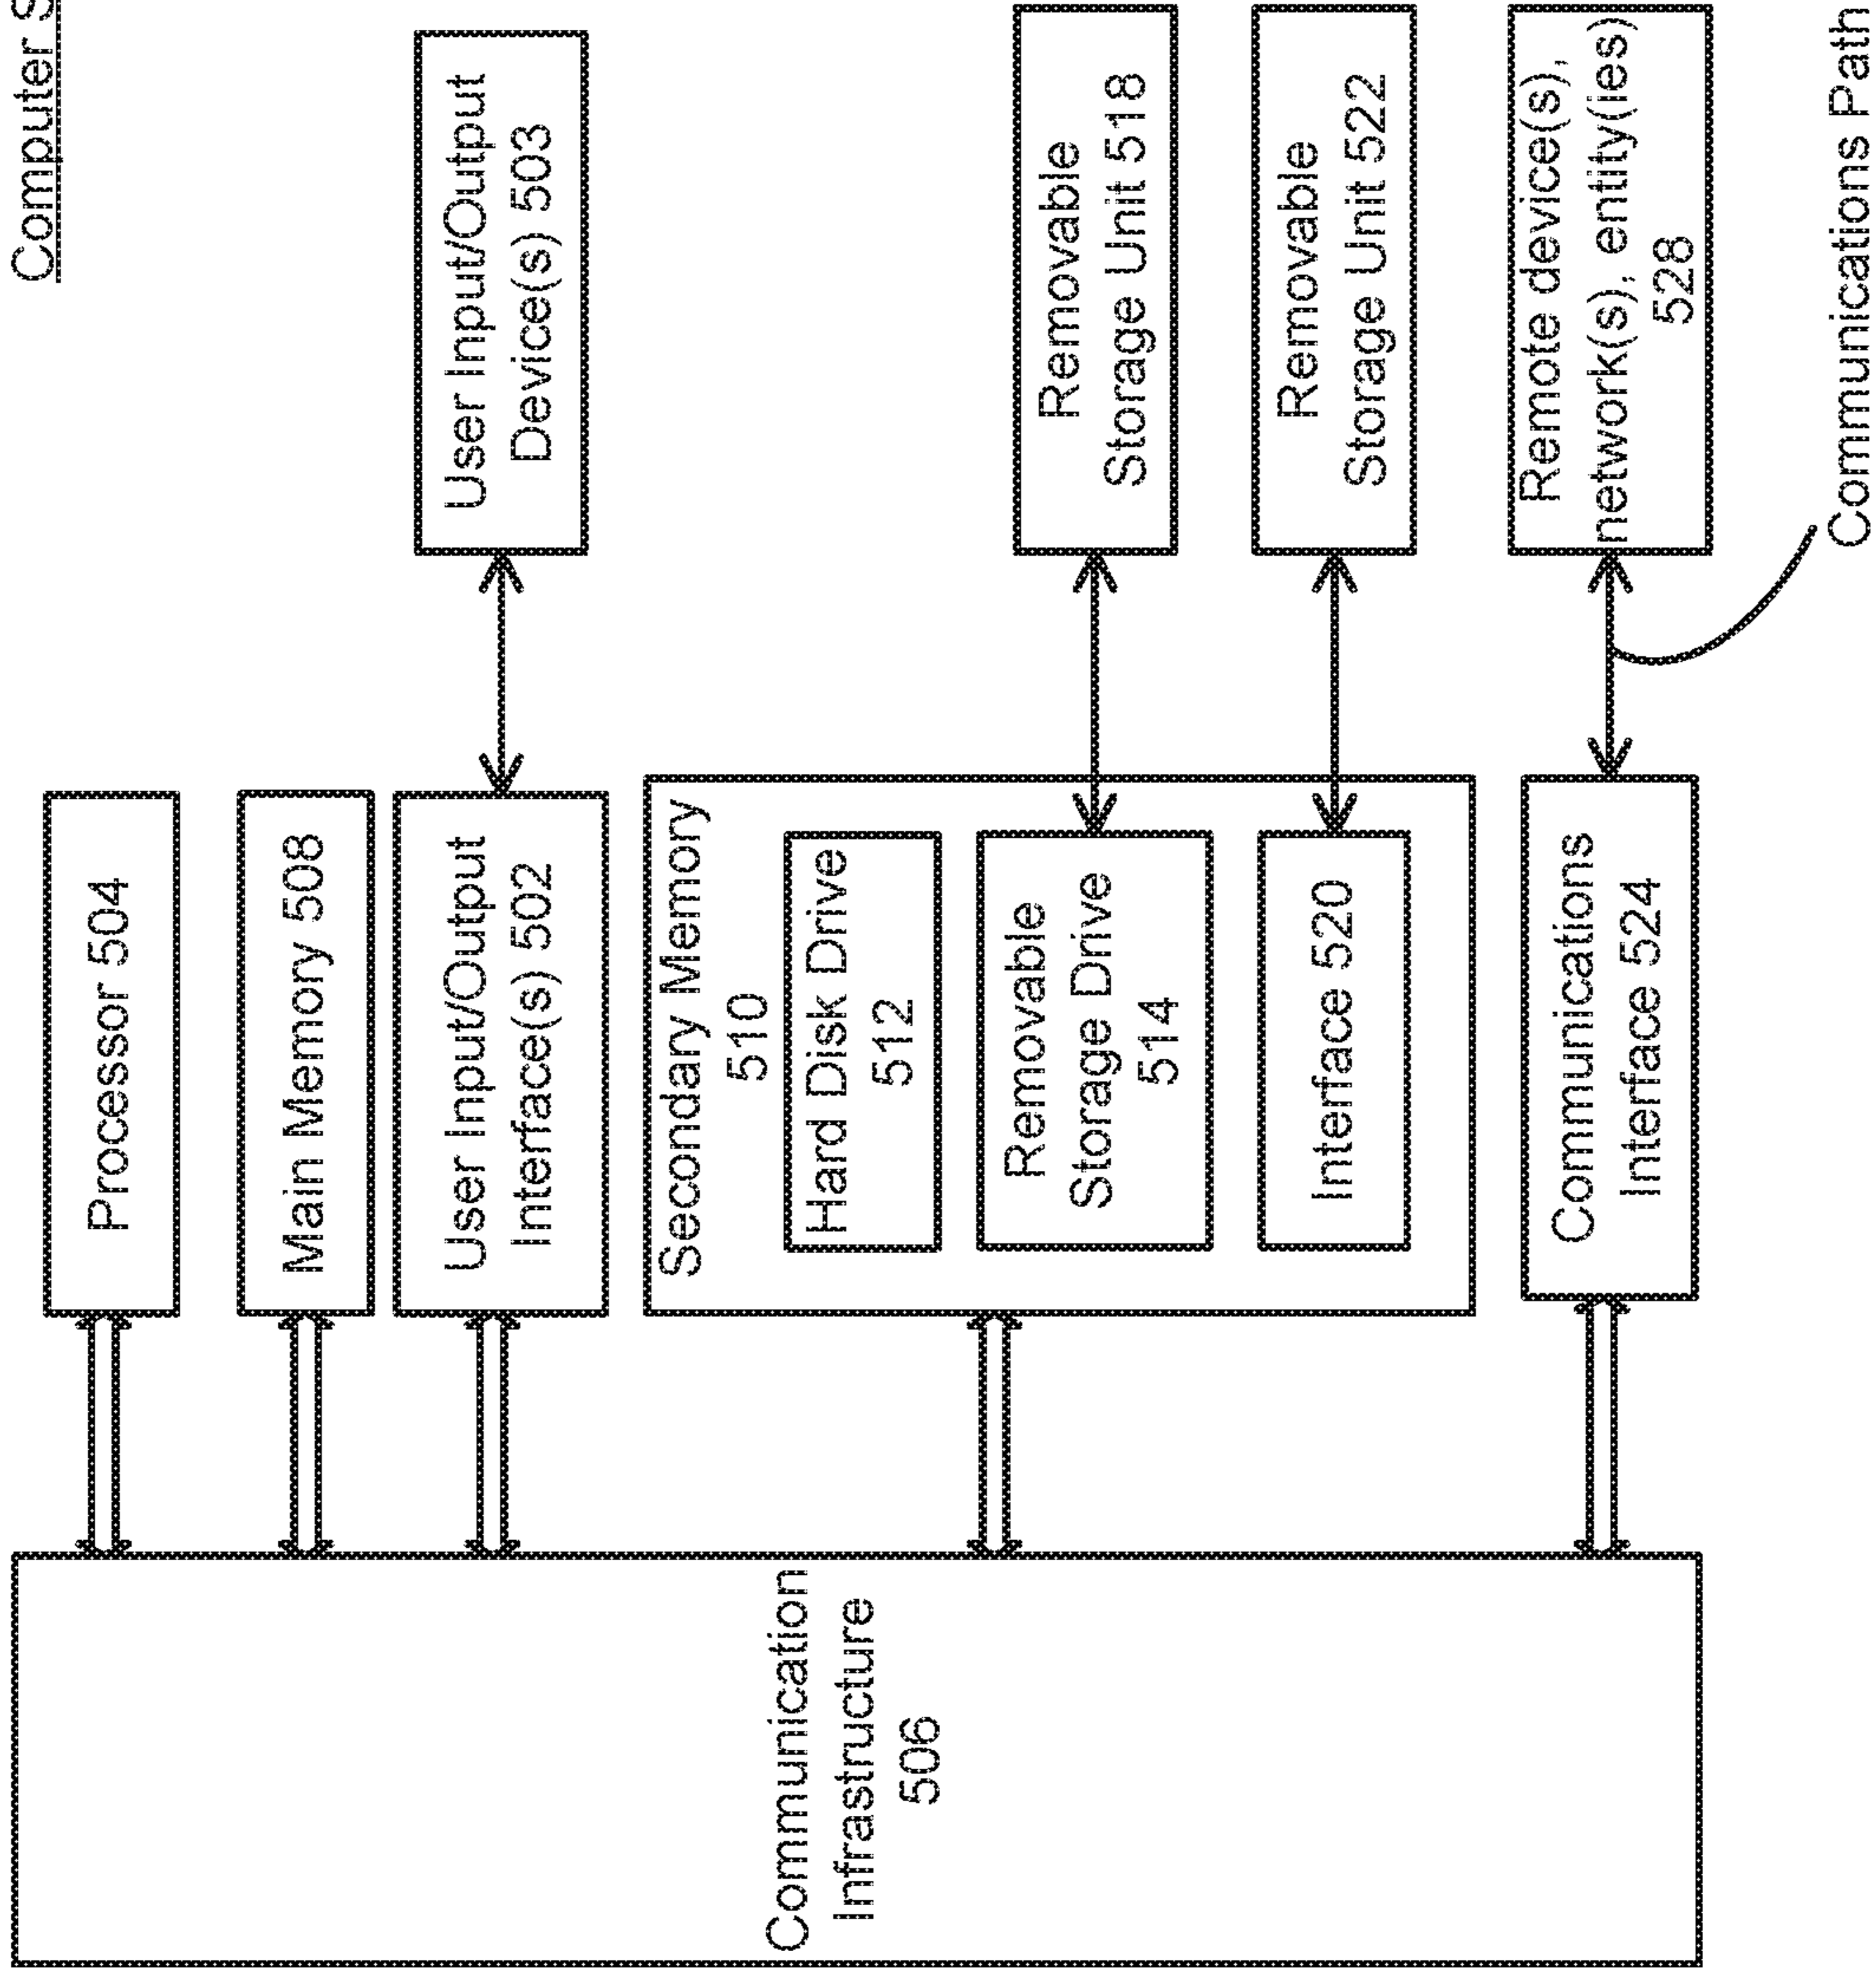 Computer S
Processor 504
Main Memory 508
User Input/Output
Interface(s) 502
User Input/Output
Device(s) 503
Secondary Memory
510
Hard Disk Drive
512
Removable
Storage Drive
514
Interface 520
Removable
Storage Unit 518
Removable
Storage Unit 522
Communications
Interface 524
Remote device(s),
network(s), entity(ies)
528
Communications Path
Communication
Infrastructure
506